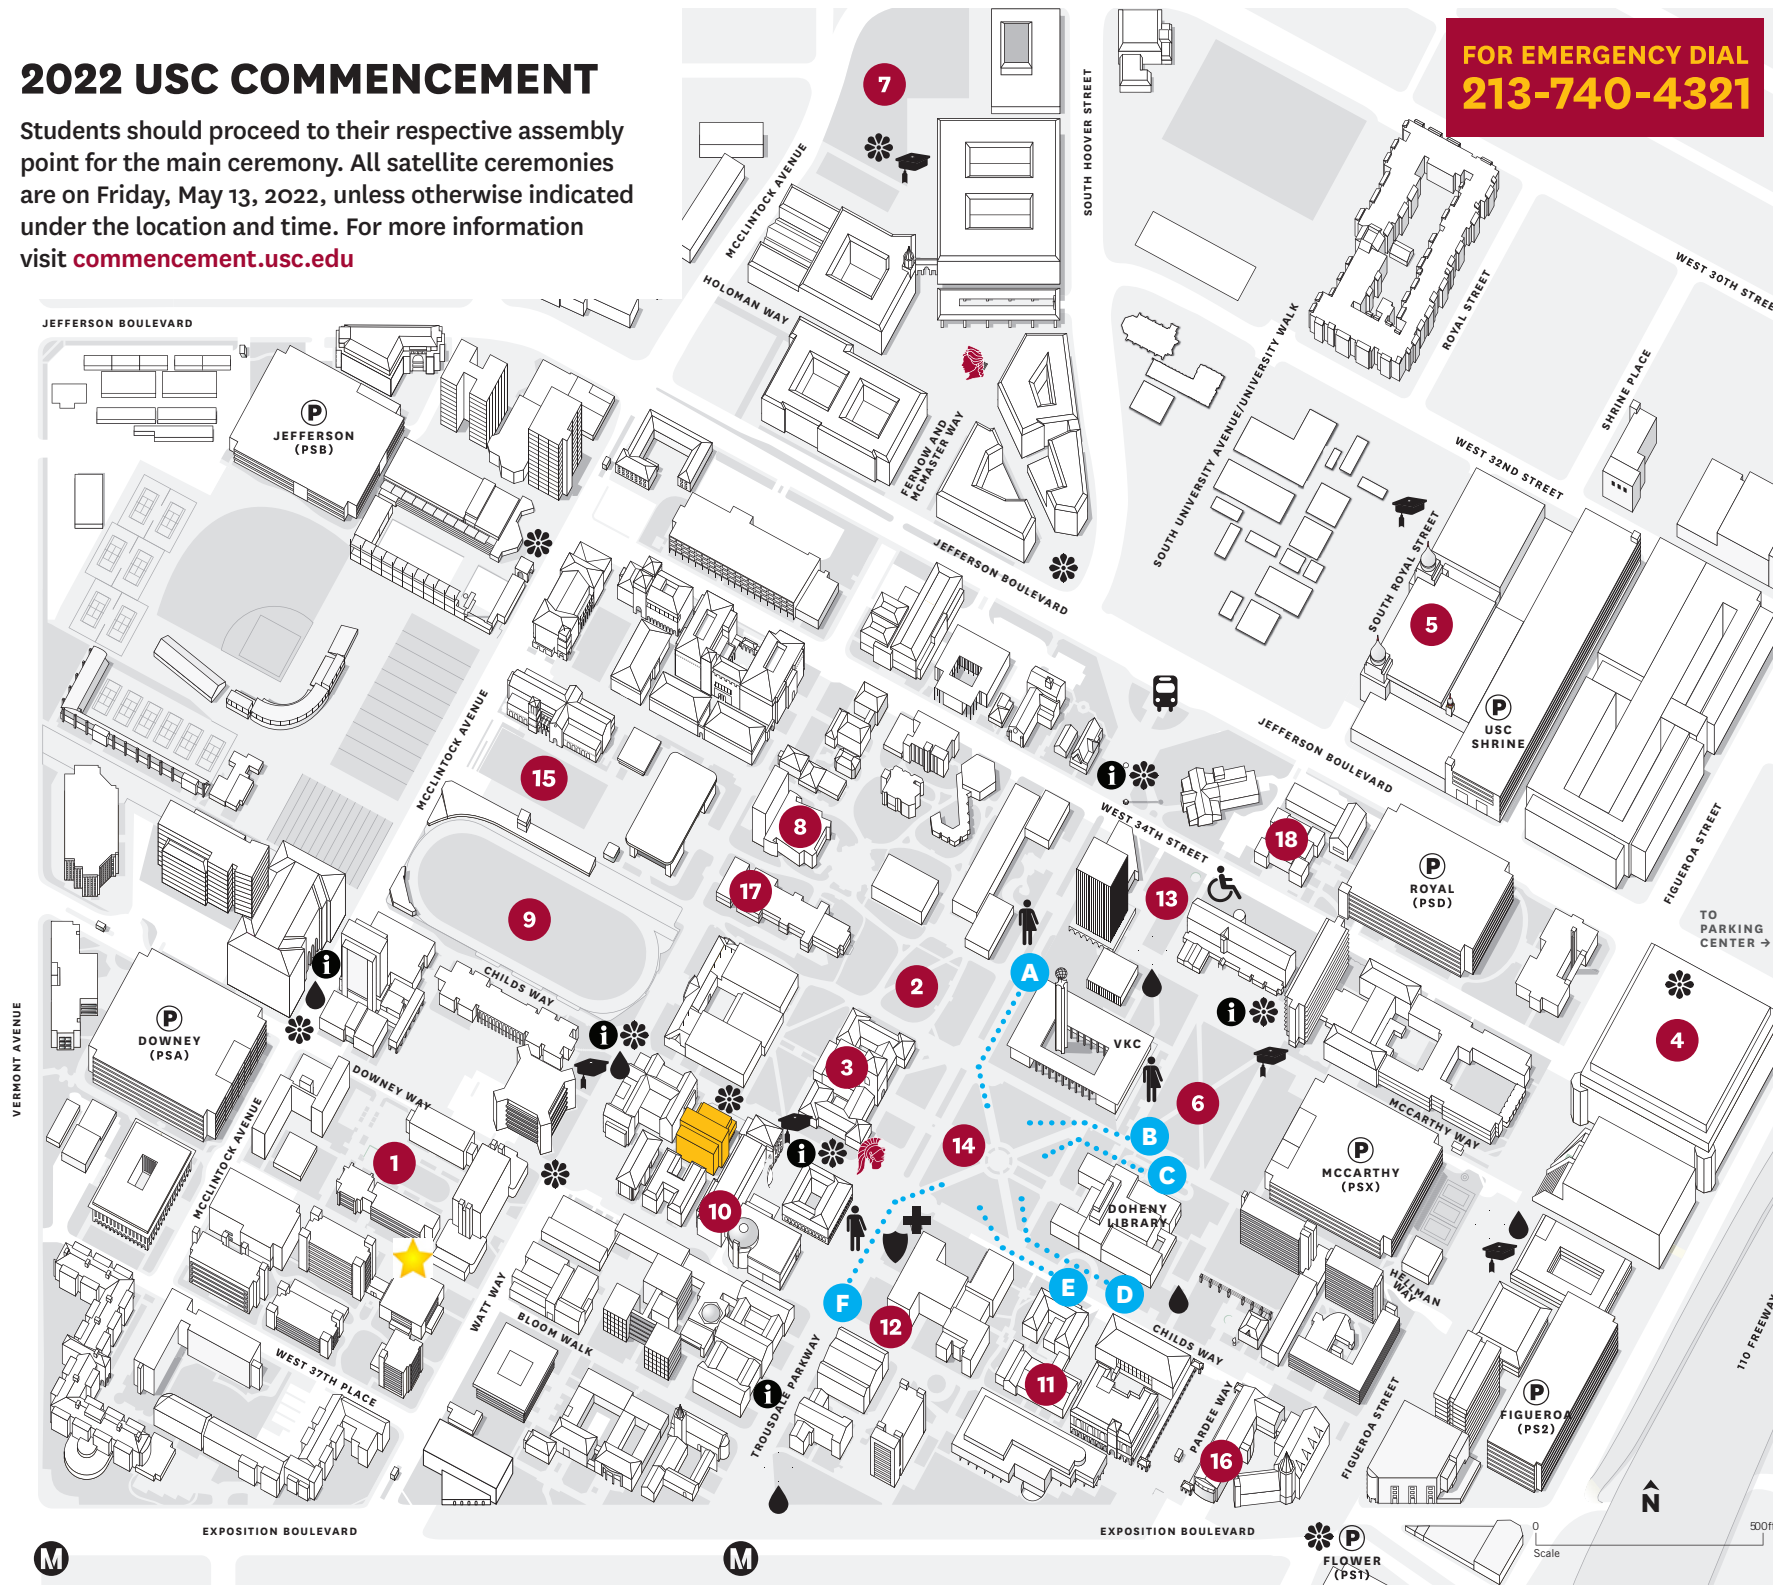 2022 USC COMMENCEMENT
Students should proceed to their respective assembly
point for the main ceremony. All satellite ceremonies
are on Friday, May 13, 2022, unless otherwise indicated
under the location and time. For more information
visit commencement.usc.edu
FOR EMERGENCY DIAL
213-740-4321
7
SOUTH HOOVER STREET
MCCLINTOCK AVENUE
HOLOMAN WAY
WEST 30TH STREE
ROYAL STREET
JEFFERSON BOULEVARD
SHRINE PLACE
SOUTH UNIVERSITY AVENUE/UNIVERSITY WALK
P
JEFFERSON
(PSB)
FERNOW AND
MCMASTER WAY
WEST 32ND STREET
SOUTH ROYAL STREET
JEFFERSON BOULEVARD
5
P
USC
SHRINE
MCCLINTOCK AVENUE
JEFFERSON BOULEVARD
15
i
8
WEST 34TH STREET
18
FIGUEROA STREET
P
ROYAL
(PSD)
17
13
9
TO
PARKING
CENTER →
i
A
CHILDS WAY
2
VERMONT AVENUE
P
DOWNEY
(PSA)
i
i
4
VKC
3
DOWNEY WAY
6
MCCARTHY WAY
MCCLINTOCK AVENUE
B
14
i
1
C
P
MCCARTHY
(PSX)
10
DOHENY
LIBRARY
E
D
F
HELLMAN
WAY
WATT WAY
BLOOM WALK
12
CHILDS WAY
110 FREEWAY
WEST 37TH PLACE
TROUSDALE PARKWAY
i
11
PARDEE WAY
FIGUEROA STREET
P
FIGUEROA
(PS2)
16
N
EXPOSITION BOULEVARD
EXPOSITION BOULEVARD
0
500ft
Scale
M
M
P
FLOWER
(PS1)